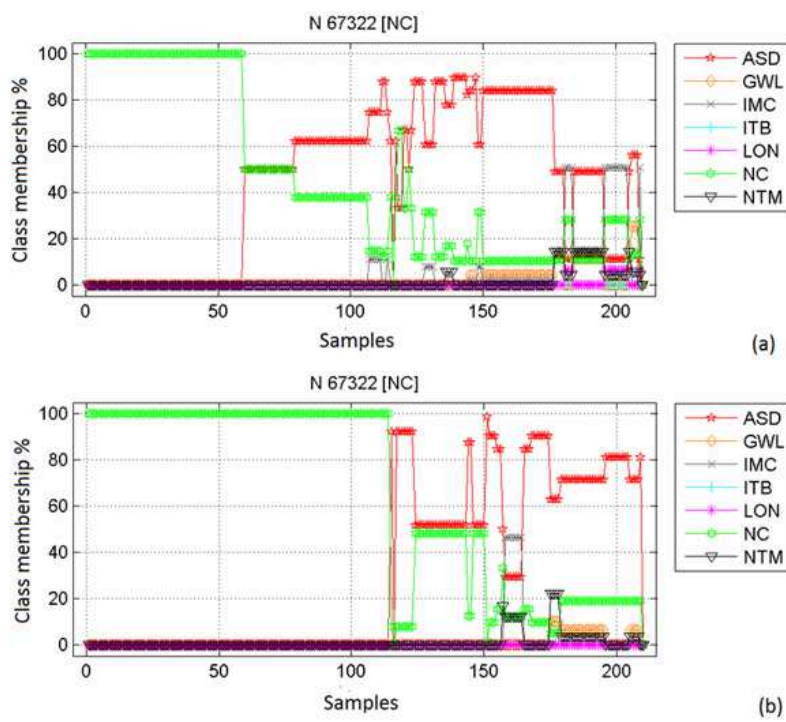 N 67322 [NC]
Class membership %
100
80
60
40
20
0
0 50 100 150 200
Samples
ASD
GWL
IMC
ITB
LON
NC
NTM
(a)
N 67322 [NC]
Class membership %
100
80
60
40
20
0
0 50 100 150 200
Samples
ASD
GWL
IMC
ITB
LON
NC
NTM
(b)